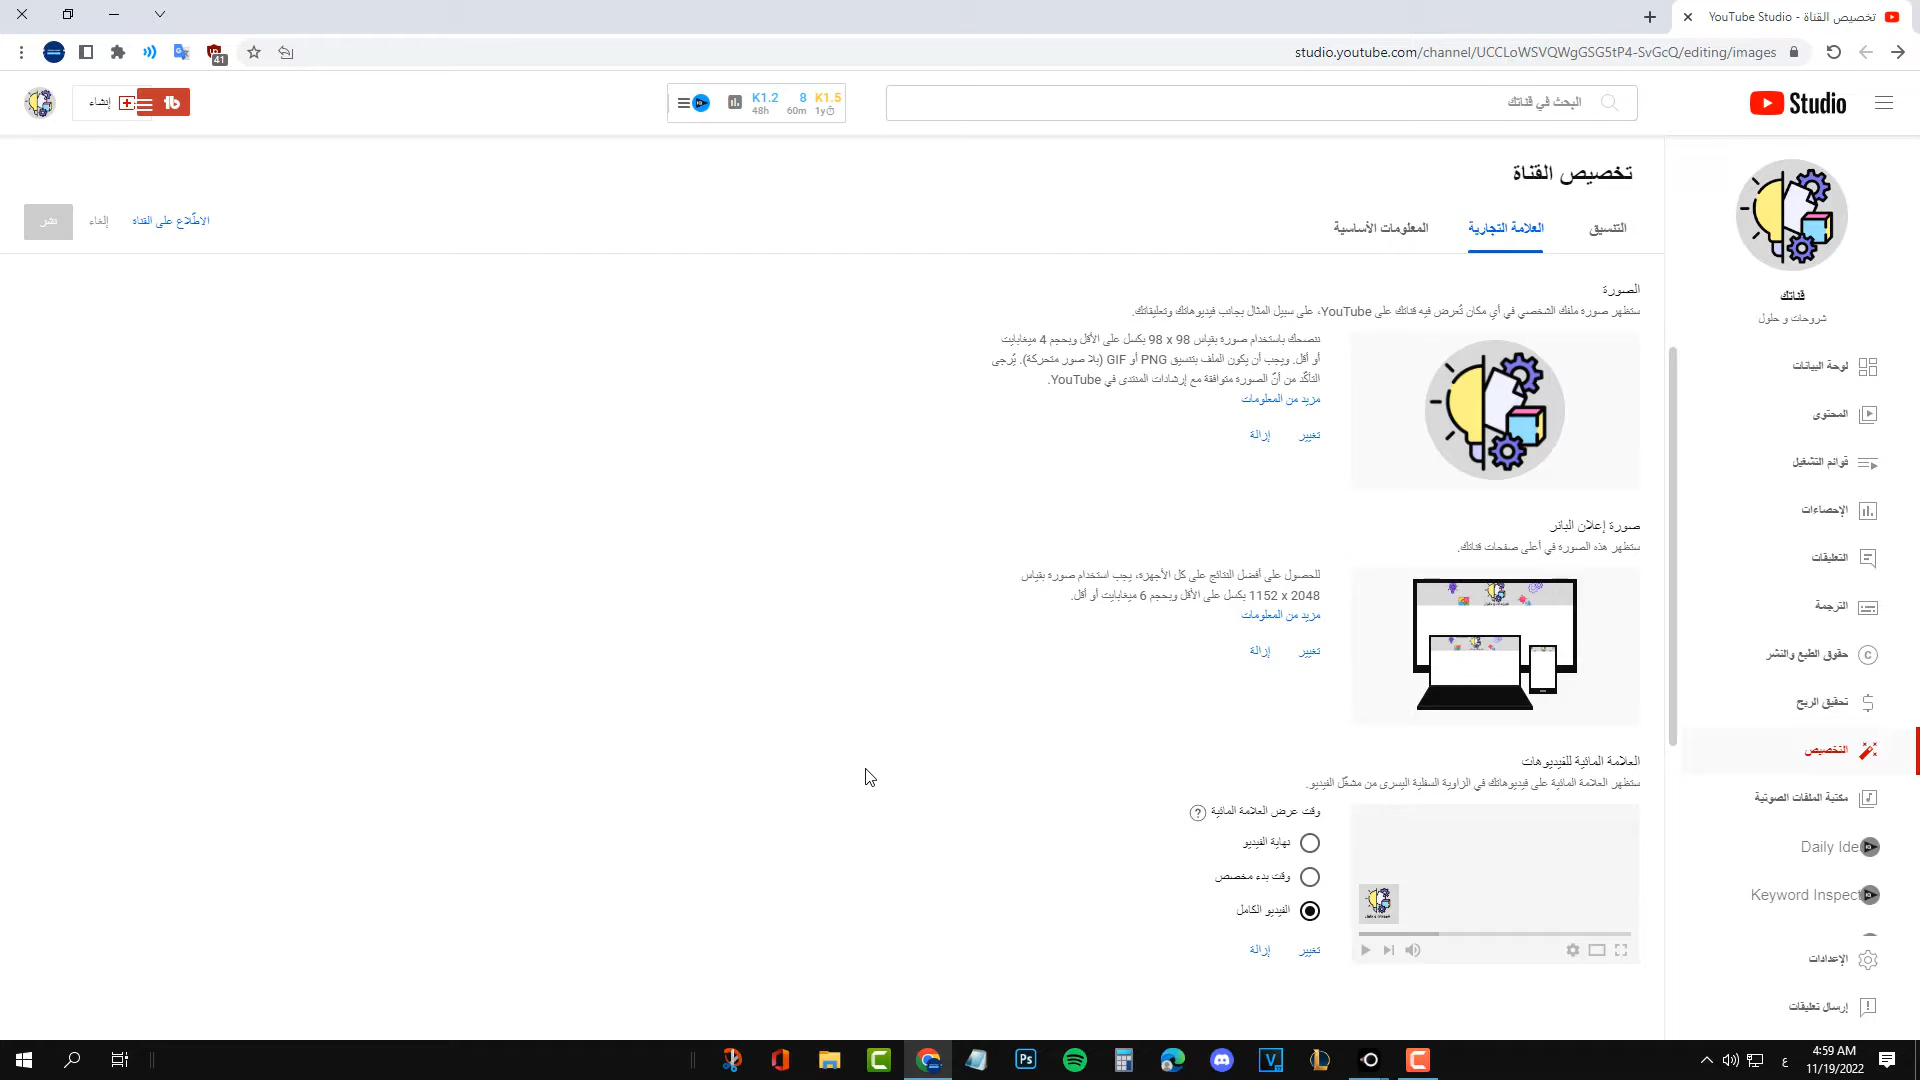 تخصيص القناة - YouTube Studio
studio.youtube.com/channel/UCCLoWSVQWgGSG5tP4-SvGcQ/editing/images
41
Studio
البحث في قناتك
K1.2 8 K1.5
48h 60m 1y
إنشاء
تخصيص القناة
التنسيق
العلامة التجارية
المعلومات الأساسية
الاطّلاع على القناة
إلغاء
نشر
الصورة
ستظهر صورة ملفك الشخصي في أي مكان تُعرض فيه قناتك على YouTube، على سبيل المثال بجانب فيديوهاتك وتعليقاتك.
ننصحك باستخدام صورة بقياس 98 x 98 بكسل على الأقل وبحجم 4 ميغابايت
أو أقل. ويجب أن يكون الملف بتنسيق PNG أو GIF (بلا صور متحركة). يُرجى
التأكّد من أنّ الصورة متوافقة مع إرشادات المنتدى في YouTube.
مزيد من المعلومات
تغيير
إزالة
صورة إعلان البانر
ستظهر هذه الصورة في أعلى صفحات قناتك.
للحصول على أفضل النتائج على كل الأجهزة، يجب استخدام صورة بقياس
2048 x 1152 بكسل على الأقل وبحجم 6 ميغابايت أو أقل.
مزيد من المعلومات
تغيير
إزالة
العلامة المائية للفيديوهات
ستظهر العلامة المائية على فيديوهاتك في الزاوية السفلية اليسرى من مشغّل الفيديو.
وقت عرض العلامة المائية
نهاية الفيديو
وقت بدء مخصص
الفيديو الكامل
تغيير
إزالة
قناتك
شروحات و حلول
لوحة البيانات
المحتوى
قوائم التشغيل
الإحصاءات
التعليقات
الترجمة
حقوق الطبع والنشر
تحقيق الربح
التخصيص
مكتبة الملفات الصوتية
Daily Ide
Keyword Inspect
الإعدادات
إرسال تعليقات
Ps
ع
4:59 AM
11/19/2022